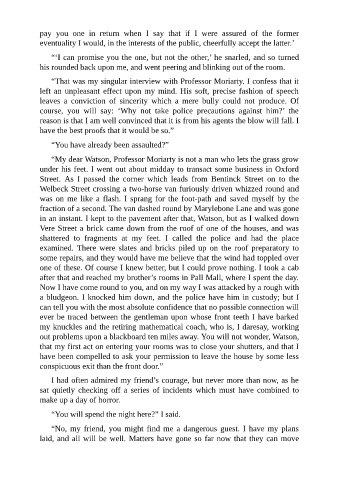 pay you one in return when I say that if I were assured of the former
eventuality I would, in the interests of the public, cheerfully accept the latter.’
“‘I can promise you the one, but not the other,’ he snarled, and so turned
his rounded back upon me, and went peering and blinking out of the room.
“That was my singular interview with Professor Moriarty. I confess that it
left an unpleasant effect upon my mind. His soft, precise fashion of speech
leaves a conviction of sincerity which a mere bully could not produce. Of
course, you will say: ‘Why not take police precautions against him?’ the
reason is that I am well convinced that it is from his agents the blow will fall. I
have the best proofs that it would be so.”
“You have already been assaulted?”
“My dear Watson, Professor Moriarty is not a man who lets the grass grow
under his feet. I went out about midday to transact some business in Oxford
Street. As I passed the corner which leads from Bentinck Street on to the
Welbeck Street crossing a two-horse van furiously driven whizzed round and
was on me like a flash. I sprang for the foot-path and saved myself by the
fraction of a second. The van dashed round by Marylebone Lane and was gone
in an instant. I kept to the pavement after that, Watson, but as I walked down
Vere Street a brick came down from the roof of one of the houses, and was
shattered to fragments at my feet. I called the police and had the place
examined. There were slates and bricks piled up on the roof preparatory to
some repairs, and they would have me believe that the wind had toppled over
one of these. Of course I knew better, but I could prove nothing. I took a cab
after that and reached my brother’s rooms in Pall Mall, where I spent the day.
Now I have come round to you, and on my way I was attacked by a rough with
a bludgeon. I knocked him down, and the police have him in custody; but I
can tell you with the most absolute confidence that no possible connection will
ever be traced between the gentleman upon whose front teeth I have barked
my knuckles and the retiring mathematical coach, who is, I daresay, working
out problems upon a blackboard ten miles away. You will not wonder, Watson,
that my first act on entering your rooms was to close your shutters, and that I
have been compelled to ask your permission to leave the house by some less
conspicuous exit than the front door.”
I had often admired my friend’s courage, but never more than now, as he
sat quietly checking off a series of incidents which must have combined to
make up a day of horror.
“You will spend the night here?” I said.
“No, my friend, you might find me a dangerous guest. I have my plans
laid, and all will be well. Matters have gone so far now that they can move